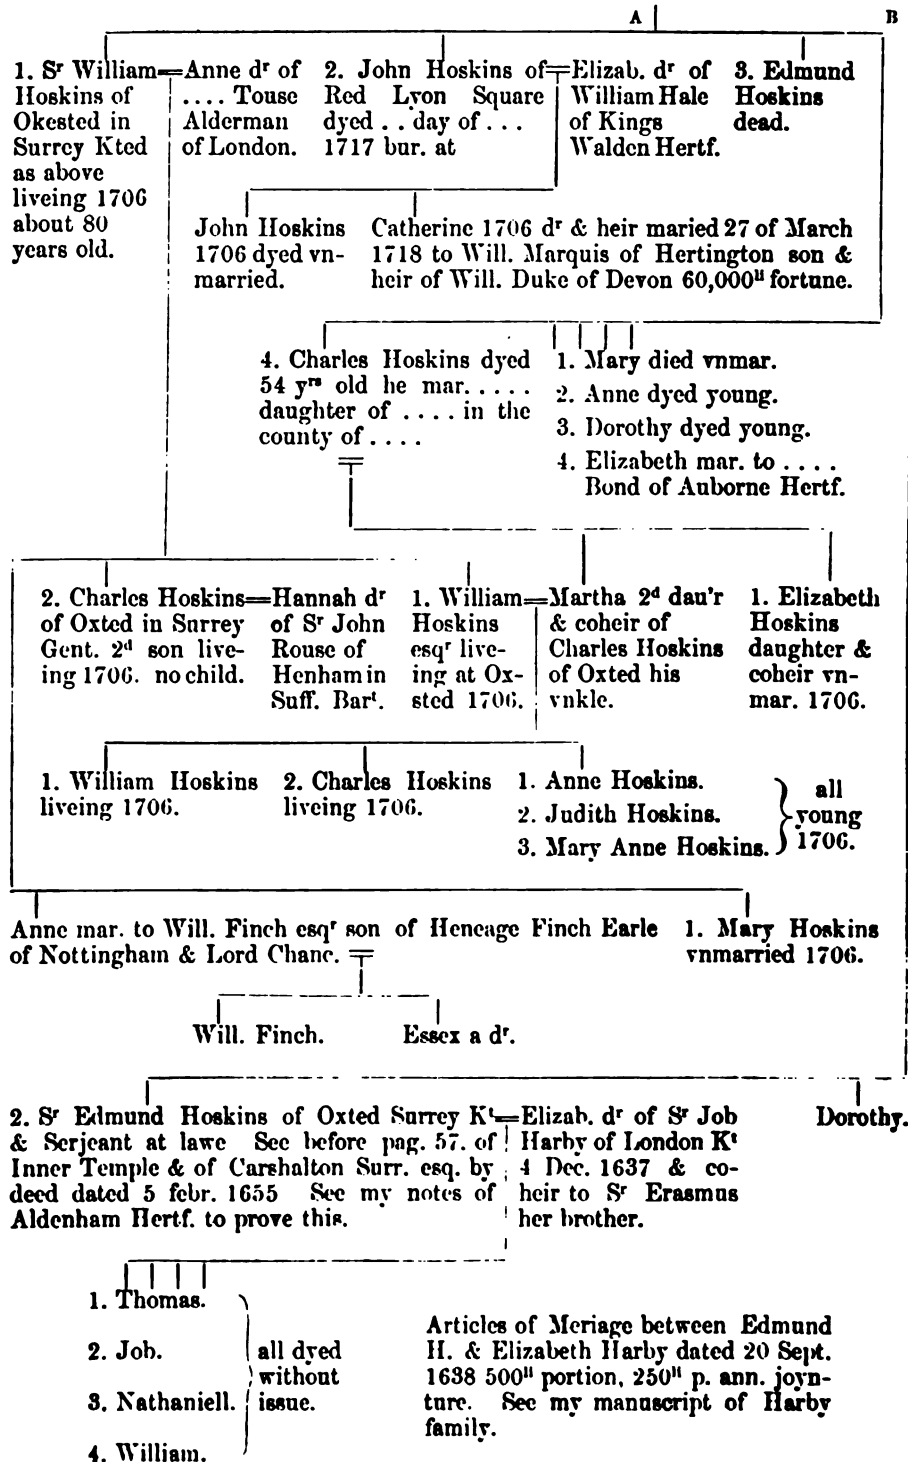 A B
1. Sʳ William=Anne dʳ of
Hoskins of .... Touse
Okested in Alderman
Surrey Kted of London.
as above
liveing 1706
about 80
years old.
2. John Hoskins of=Elizab. dʳ of
Red Lyon Square William Hale
dyed .. day of ... of Kings
1717 bur. at Walden Hertf.
3. Edmund
Hoskins
dead.
John Hoskins
1706 dyed vn-
married.
Catherine 1706 dʳ & heir maried 27 of March
1718 to Will. Marquis of Hertington son &
heir of Will. Duke of Devon 60,000ˡˡ fortune.
4. Charles Hoskins dyed
54 yʳˢ old he mar. ....
daughter of .... in the
county of ....
1. Mary died vnmar.
2. Anne dyed young.
3. Dorothy dyed young.
4. Elizabeth mar. to ....
Bond of Auborne Hertf.
2. Charles Hoskins=Hannah dʳ
of Oxted in Surrey of Sʳ John
Gent. 2ᵈ son live- Rouse of
ing 1706. no child. Henham in
Suff. Barᵗ.
1. William=Martha 2ᵈ dau'r
Hoskins & coheir of
esqʳ live- Charles Hoskins
ing at Ox- of Oxted his
sted 1706. vnkle.
1. Elizabeth
Hoskins
daughter &
coheir vn-
mar. 1706.
1. William Hoskins
liveing 1706.
2. Charles Hoskins
liveing 1706.
1. Anne Hoskins.
2. Judith Hoskins.
3. Mary Anne Hoskins.
all
young
1706.
Anne mar. to Will. Finch esqʳ son of Heneage Finch Earle
of Nottingham & Lord Chanc.
1. Mary Hoskins
vnmarried 1706.
Will. Finch. Essex a dʳ.
2. Sʳ Edmund Hoskins of Oxted Surrey Kᵗ=Elizab. dʳ of Sʳ Job
& Serjeant at lawe See before pag. 57. of Harby of London Kᵗ
Inner Temple & of Carshalton Surr. esq. by 4 Dec. 1637 & co-
deed dated 5 febr. 1655 See my notes of heir to Sʳ Erasmus
Aldenham Hertf. to prove this. her brother.
Dorothy.
1. Thomas.
2. Job.
3. Nathaniell.
4. William.
all dyed
without
issue.
Articles of Meriage between Edmund
H. & Elizabeth Harby dated 20 Sept.
1638 500ˡˡ portion, 250ˡˡ p. ann. joyn-
ture. See my manuscript of Harby
family.